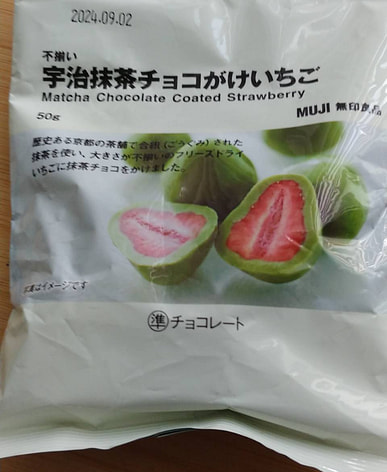 2024.09.02
不揃い
宇治抹茶チョコがけいちご
Matcha Chocolate Coated Strawberry
50g
MUJI 無印良品
歴史ある京都の茶舗で合組（ごうぐみ）された
抹茶を使い、大きさが不揃いのフリーズドライ
いちごに抹茶チョコをかけました。
写真はイメージです
準 チョコレート